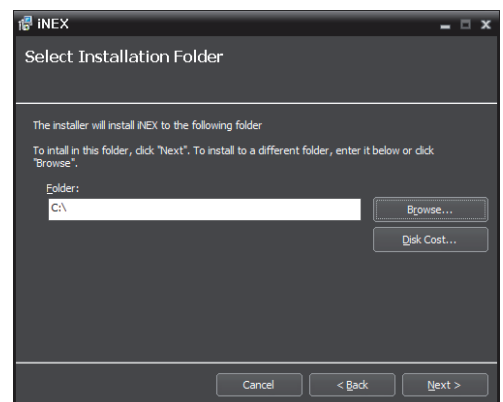 iNEX
Select Installation Folder
The installer will install iNEX to the following folder
To intall in this folder, click "Next". To install to a different folder, enter it below or click
"Browse".
Folder:
C:\
Browse...
Disk Cost...
Cancel
< Back
Next >